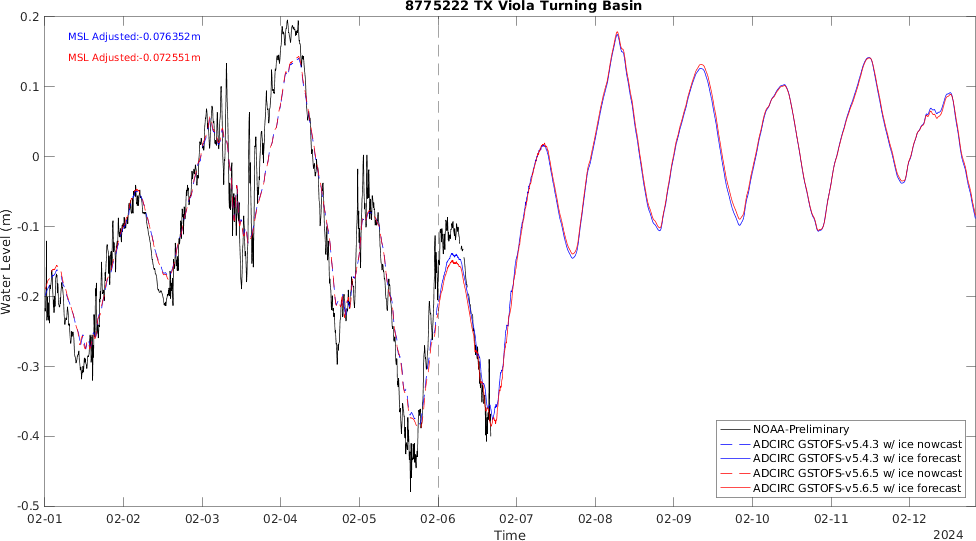 8775222 TX Viola Turning Basin
MSL Adjusted:-0.076352m
MSL Adjusted:-0.072551m
Water Level (m)
0.2
0.1
0
-0.1
-0.2
-0.3
-0.4
-0.5
NOAA-Preliminary
ADCIRC GSTOFS-v5.4.3 w/ ice nowcast
ADCIRC GSTOFS-v5.4.3 w/ ice forecast
ADCIRC GSTOFS-v5.6.5 w/ ice nowcast
ADCIRC GSTOFS-v5.6.5 w/ ice forecast
02-01 02-02 02-03 02-04 02-05 02-06 02-07 02-08 02-09 02-10 02-11 02-12
Time
2024